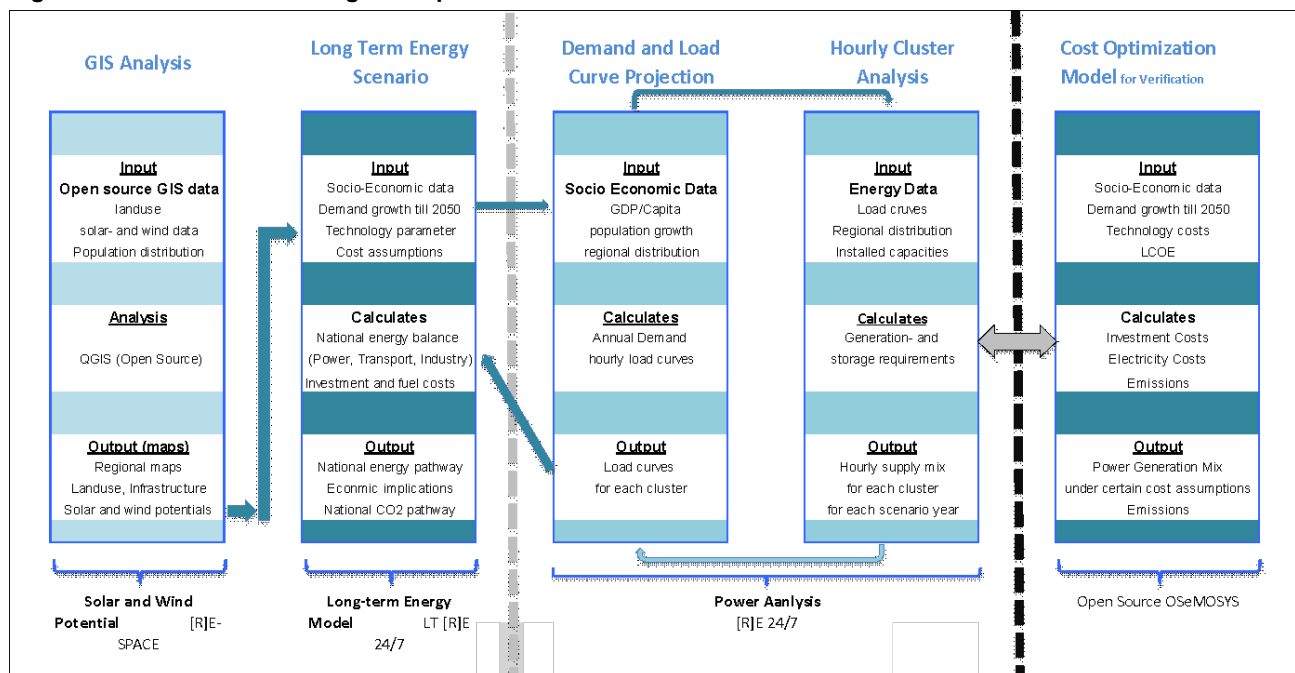 GIS Analysis
Input
Open source GIS data
landuse
solar- and wind data
Population distribution
Analysis
QGIS (Open Source)
Output (maps)
Regional maps
Landuse, Infrastructure
Solar and wind potentials
Solar and Wind
Potential [R]E-
SPACE
Long Term Energy
Scenario
Input
Socio-Economic data
Demand growth till 2050
Technology parameter
Cost assumptions
Calculates
National energy balance
(Power, Transport, Industry)
Investment and fuel costs
Output
National energy pathway
Econmic implications
National CO2 pathway
Long-term Energy
Model LT [R]E
24/7
Demand and Load
Curve Projection
Input
Socio Economic Data
GDP/Capita
population growth
regional distribution
Calculates
Annual Demand
hourly load curves
Output
Load curves
for each cluster
Hourly Cluster
Analysis
Input
Energy Data
Load cruves
Regional distribution
Installed capacities
Calculates
Generation- and
storage requirements
Output
Hourly supply mix
for each cluster
for each scenario year
Power Aanlysis
[R]E 24/7
Cost Optimization
Model for Verification
Input
Socio-Economic data
Demand growth till 2050
Technology costs
LCOE
Calculates
Investment Costs
Electricity Costs
Emissions
Output
Power Generation Mix
under certain cost assumptions
Emissions
Open Source OSeMOSYS